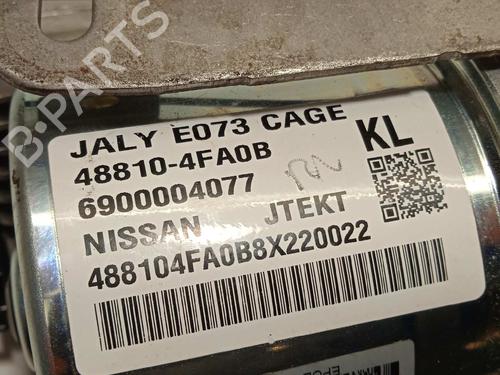 B-PARTS
JALY E073 CAGE
KL
48810-4FA0B
6900004077
NISSAN JTEKT
488104FA0B8X220022